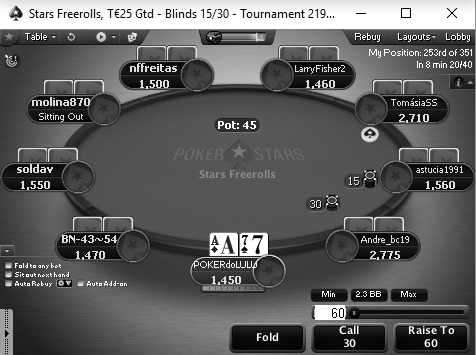 Stars Freerolls, T€25 Gtd - Blinds 15/30 - Tournament 219...
Table
Rebuy
Layouts
Lobby
My Position: 253rd of 351
In 8 min 20/40
nffreitas
1,500
LarryFisher2
1,460
molina870
Sitting Out
TomásiaSS
2,710
Pot: 45
POKER STARS
Stars Freerolls
soldav
1,550
15
astucia1991
1,560
30
BN-43~54
1,470
A A 7 7
POKERdoLULU
1,450
Andre_bc19
2,775
Fold to any bet
Sit out next hand
Auto Rebuy
Auto Add-on
Min
2.3 BB
Max
60
Fold
Call
30
Raise To
60